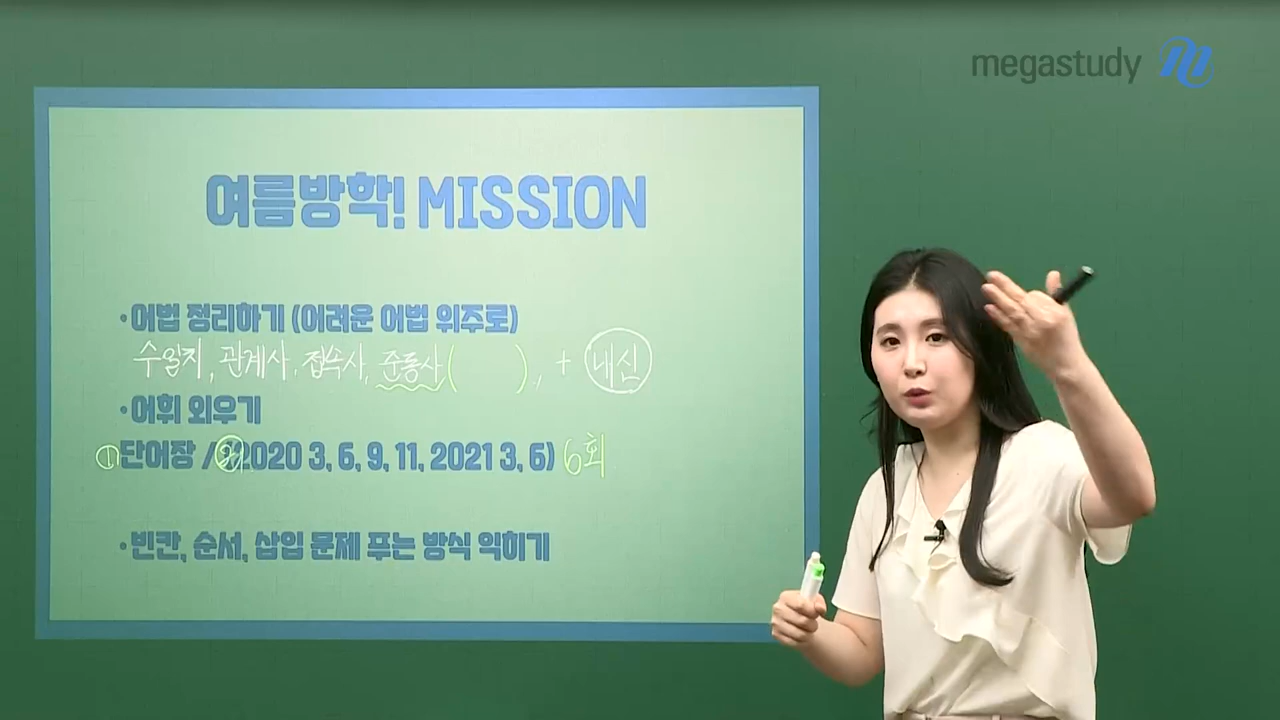 megastudy
여름방학! MISSION
·어법 정리하기 (어려운 어법 위주로)
수일치, 관계사, 접속사, 준동사( ), + 내신
·어휘 외우기
①단어장 / ②(2020 3, 6, 9, 11, 2021 3, 6) 6회
·빈칸, 순서, 삽입 문제 푸는 방식 익히기